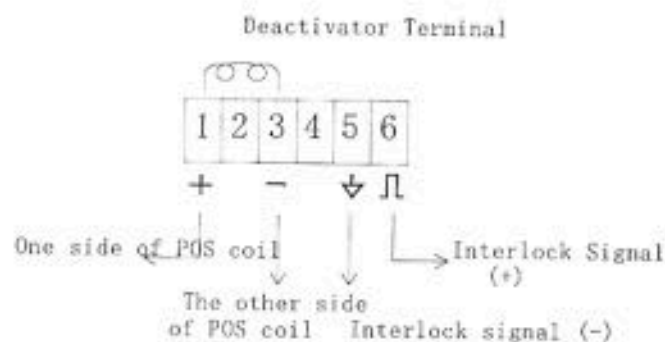 Deactivator Terminal
1 2 3 4 5 6
+ −
One side of POS coil
Interlock Signal
(+)
The other side
of POS coil
Interlock signal (-)